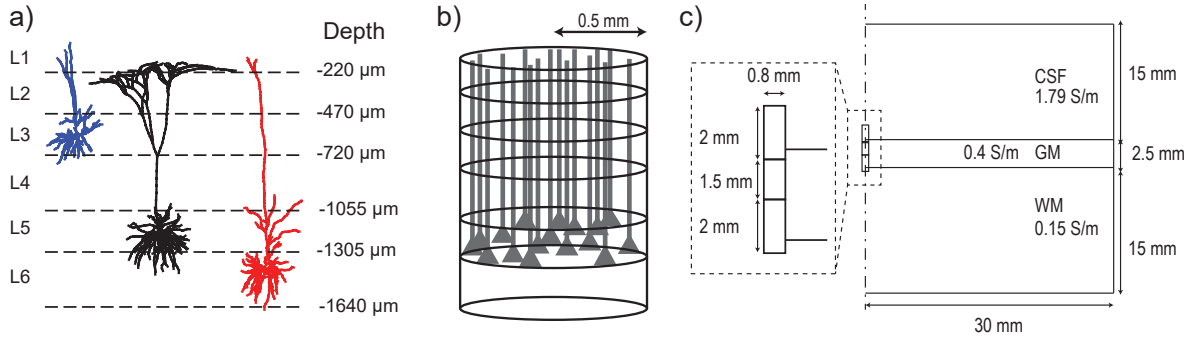 a)
Depth
L1
-220 µm
L2
-470 µm
L3
-720 µm
L4
-1055 µm
L5
-1305 µm
L6
-1640 µm
b)
0.5 mm
c)
0.8 mm
2 mm
1.5 mm
2 mm
CSF
1.79 S/m
15 mm
0.4 S/m GM
2.5 mm
WM
0.15 S/m
15 mm
30 mm